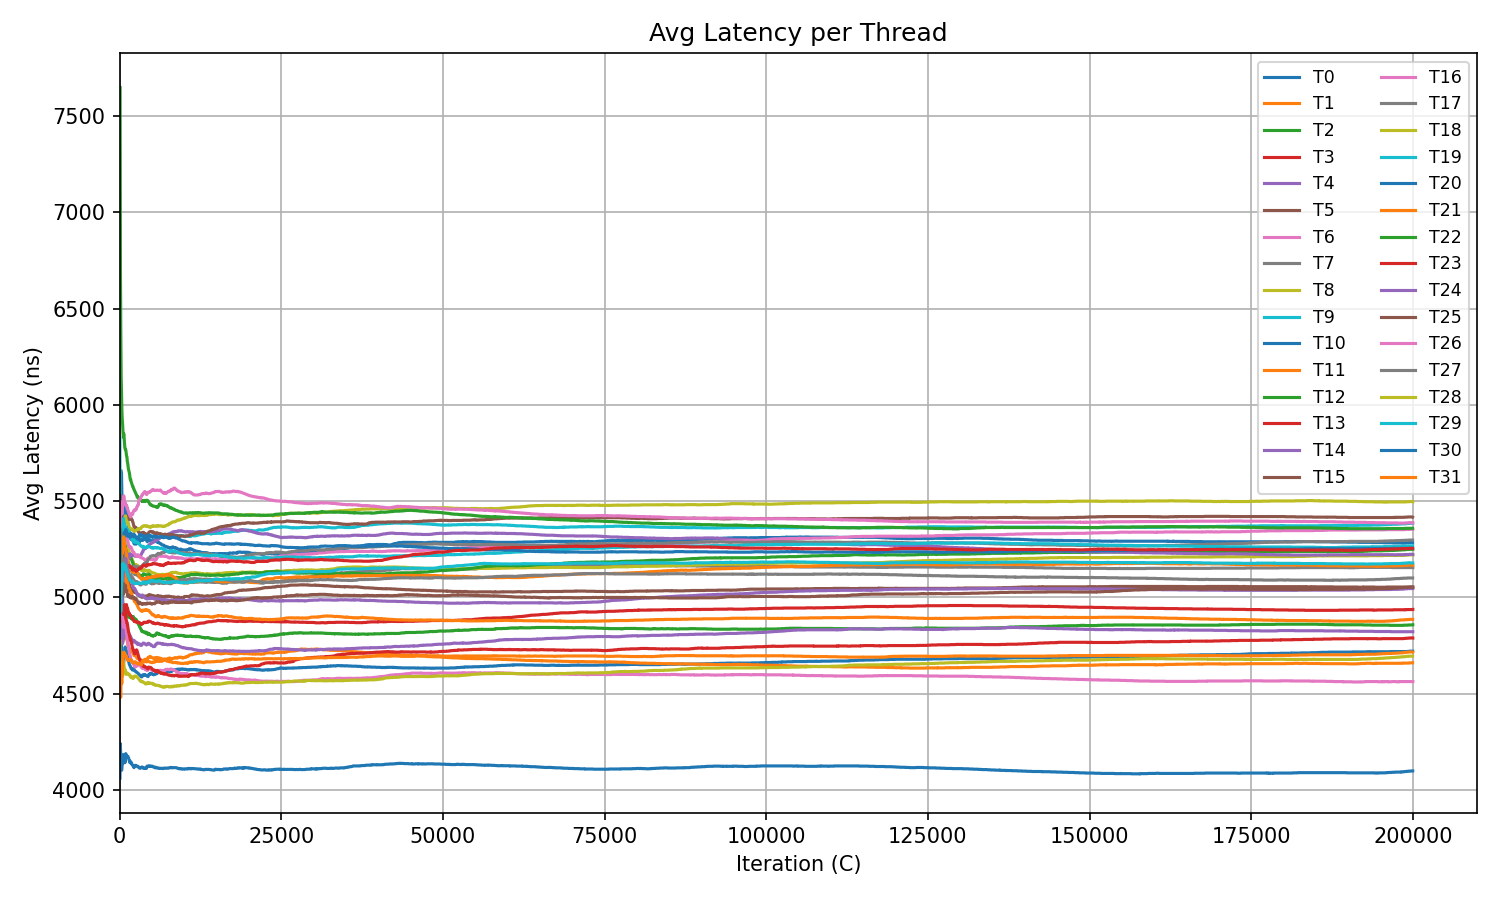 Avg Latency per Thread
Avg Latency (ns)
7500
7000
6500
6000
5500
5000
4500
4000
0 25000 50000 75000 100000 125000 150000 175000 200000
Iteration (C)
T0 T16
T1 T17
T2 T18
T3 T19
T4 T20
T5 T21
T6 T22
T7 T23
T8 T24
T9 T25
T10 T26
T11 T27
T12 T28
T13 T29
T14 T30
T15 T31